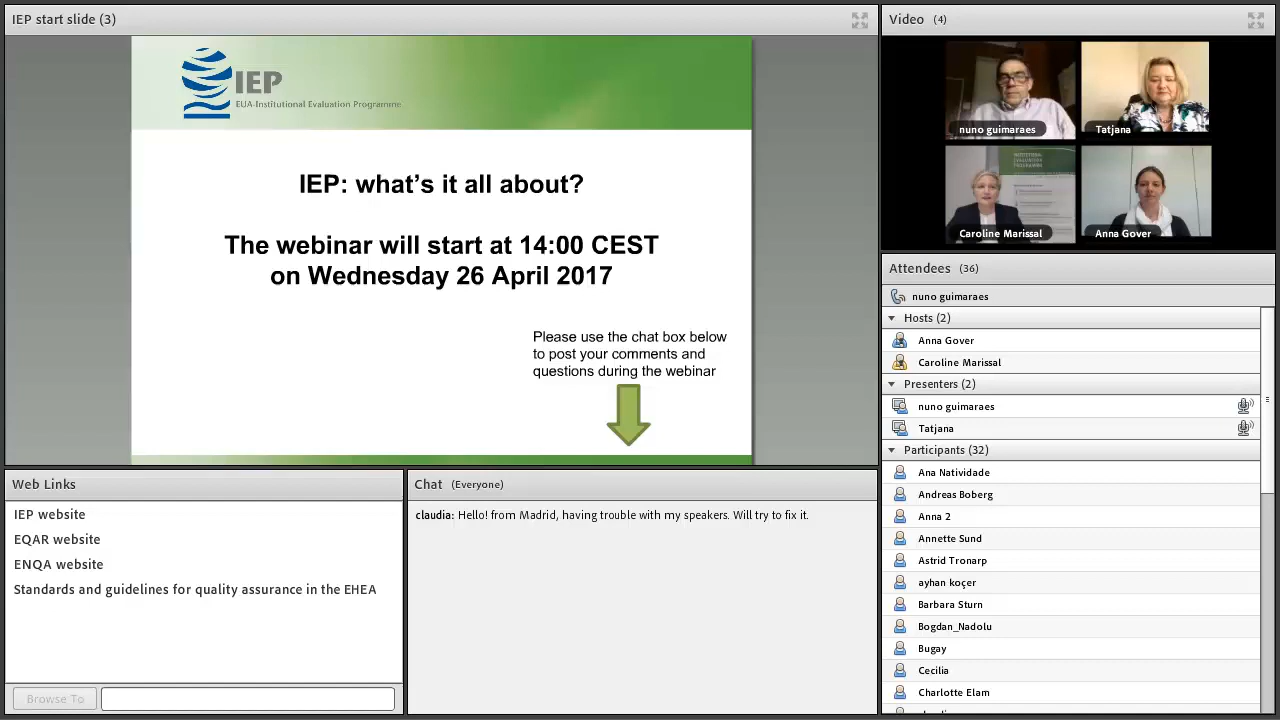 IEP start slide (3)
IEP
EUA-Institutional Evaluation Programme
IEP: what's it all about?
The webinar will start at 14:00 CEST
on Wednesday 26 April 2017
Please use the chat box below
to post your comments and
questions during the webinar
Video (4)
nuno guimaraes
Tatjana
Caroline Marissal
Anna Gover
Attendees (36)
nuno guimaraes
Hosts (2)
Anna Gover
Caroline Marissal
Presenters (2)
nuno guimaraes
Tatjana
Participants (32)
Ana Natividade
Andreas Boberg
Anna 2
Annette Sund
Astrid Tronarp
ayhan koçer
Barbara Sturn
Bogdan_Nadolu
Bugay
Cecilia
Charlotte Elam
Web Links
IEP website
EQAR website
ENQA website
Standards and guidelines for quality assurance in the EHEA
Browse To
Chat (Everyone)
claudia: Hello! from Madrid, having trouble with my speakers. Will try to fix it.